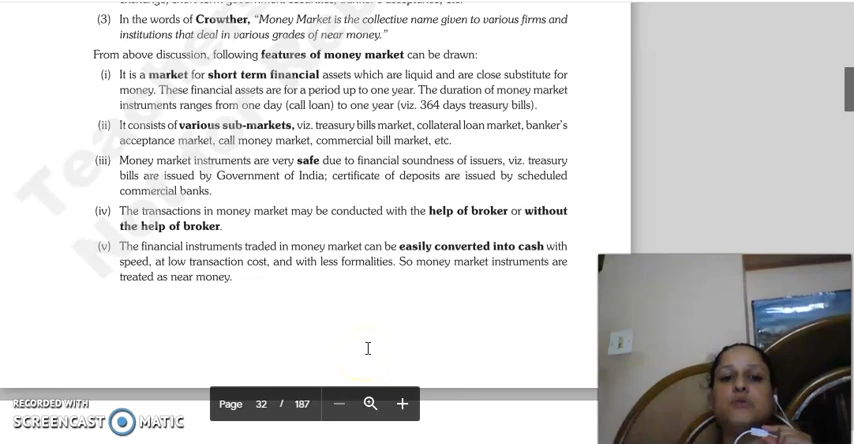 (3) In the words of Crowther, “Money Market is the collective name given to various firms and
institutions that deal in various grades of near money.”
From above discussion, following features of money market can be drawn:
(i) It is a market for short term financial assets which are liquid and are close substitute for
money. These financial assets are for a period up to one year. The duration of money market
instruments ranges from one day (call loan) to one year (viz. 364 days treasury bills).
(ii) It consists of various sub-markets, viz. treasury bills market, collateral loan market, banker’s
acceptance market, call money market, commercial bill market, etc.
(iii) Money market instruments are very safe due to financial soundness of issuers, viz. treasury
bills are issued by Government of India; certificate of deposits are issued by scheduled
commercial banks.
(iv) The transactions in money market may be conducted with the help of broker or without
the help of broker.
(v) The financial instruments traded in money market can be easily converted into cash with
speed, at low transaction cost, and with less formalities. So money market instruments are
treated as near money.
Page 32 / 187
RECORDED WITH
SCREENCAST MATIC